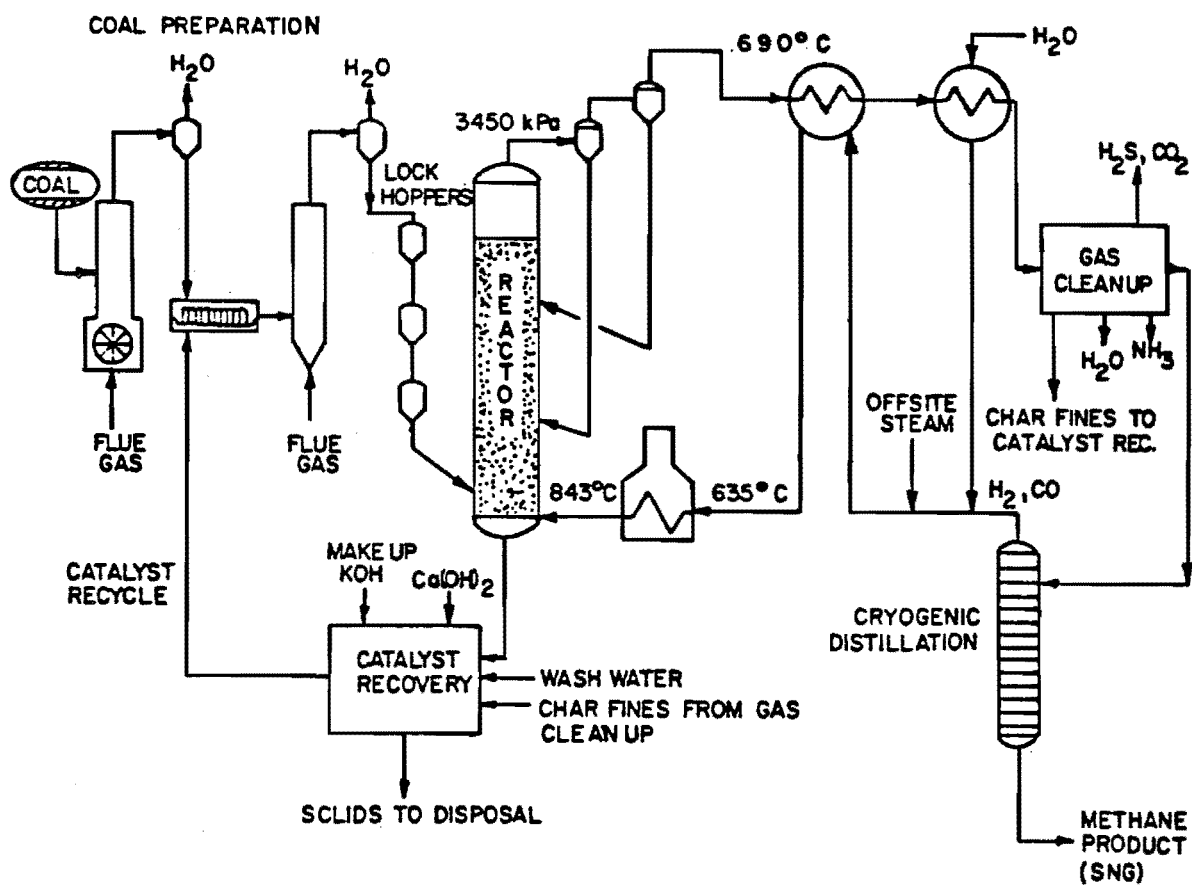 COAL PREPARATION
H2O
H2O
690° C
H2O
3450 kPa
COAL
LOCK
HOPPERS
H2S, CO2
REACTOR
GAS
CLEANUP
H2O
NH3
FLUE
GAS
FLUE
GAS
OFFSITE
STEAM
CHAR FINES TO
CATALYST REC.
843°C
635° C
H2, CO
MAKE UP
KOH
Ca(OH)2
CATALYST
RECYCLE
CRYOGENIC
DISTILLATION
CATALYST
RECOVERY
WASH WATER
CHAR FINES FROM GAS
CLEAN UP
SCLIDS TO DISPOSAL
METHANE
PRODUCT
(SNG)